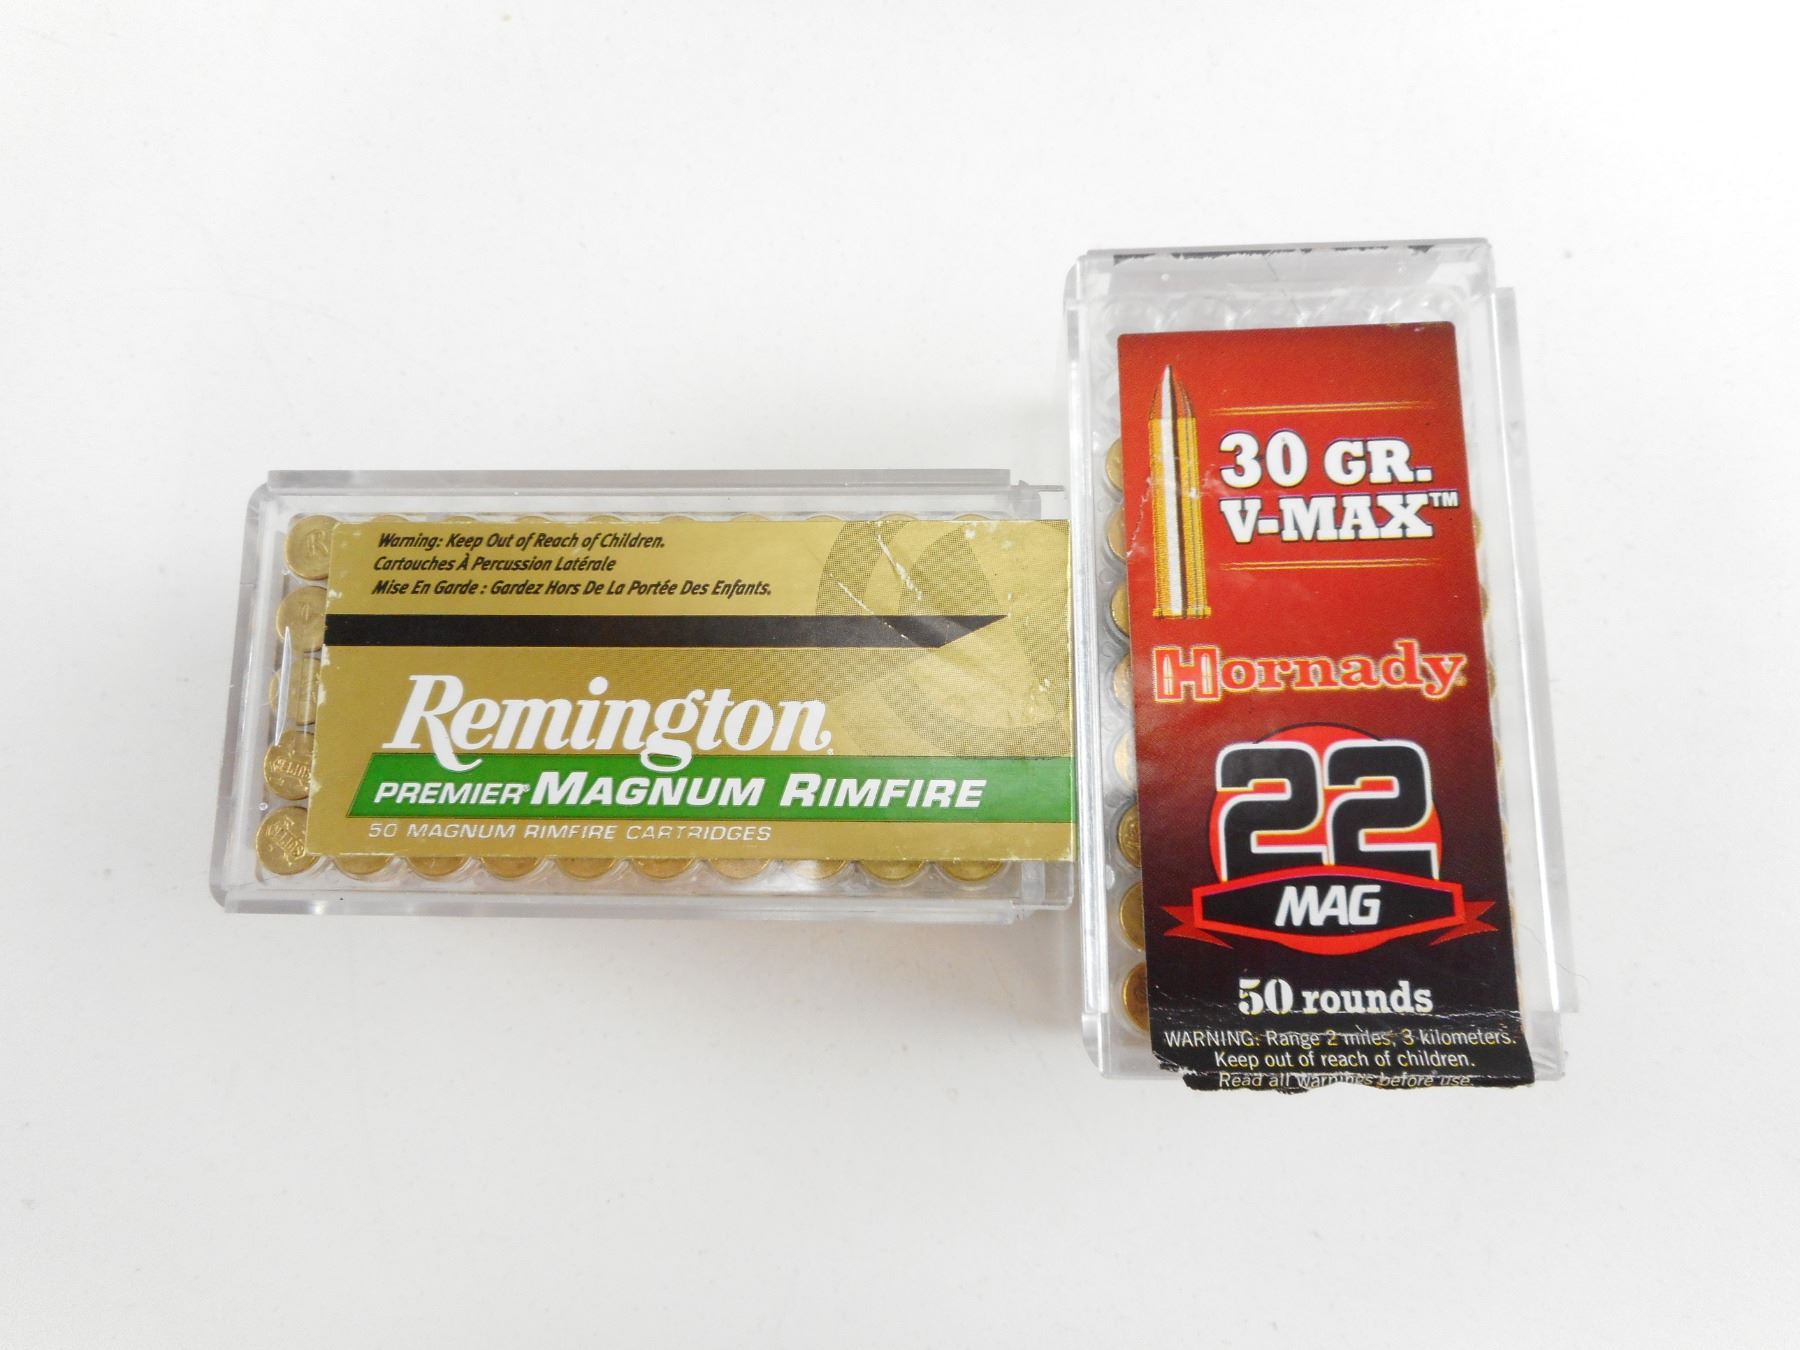 Warning: Keep Out of Reach of Children.
Cartouches À Percussion Latérale
Mise En Garde : Gardez Hors De La Portée Des Enfants.
Remington
PREMIER® MAGNUM RIMFIRE
50 MAGNUM RIMFIRE CARTRIDGES
30 GR.
V-MAX™
Hornady
22
MAG
50 rounds
WARNING: Range 2 miles, 3 kilometers.
Keep out of reach of children.
Read all warnings before use.